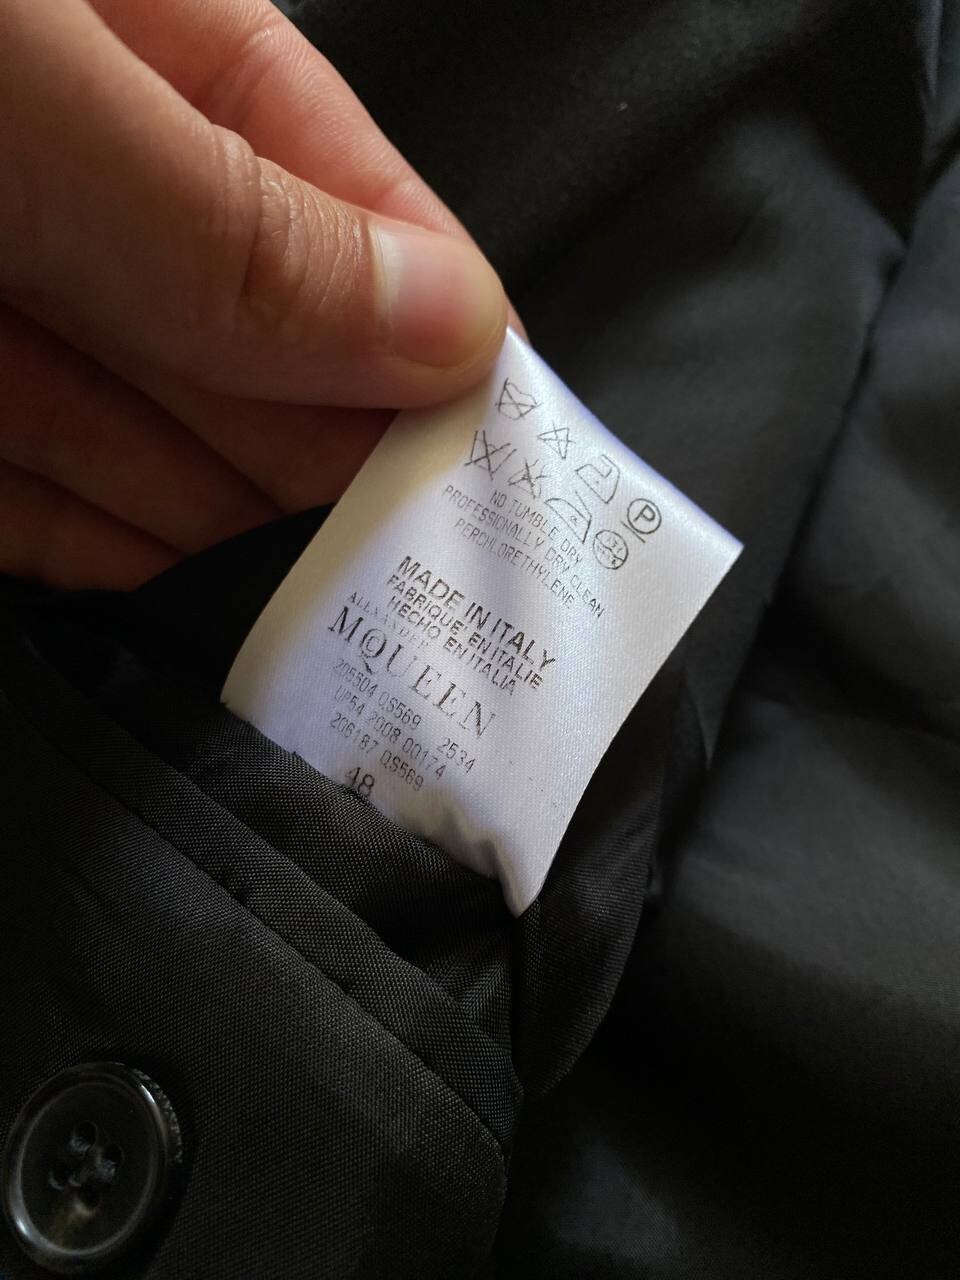 P
NO TUMBLE DRY
PROFESSIONALLY DRY CLEAN
PERCHLORETHYLENE
MADE IN ITALY
FABRIQUE' EN ITALIE
HECHO EN ITALIA
ALEXANDER
MCQUEEN
205504 QS569 2534
UP54 2008 00174
206187 QS569
48